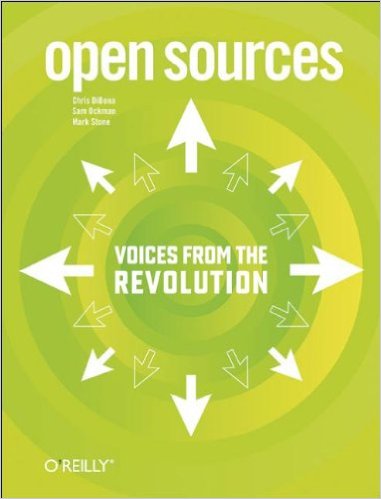 open sources
Chris DiBona
Sam Ockman
Mark Stone
VOICES FROM THE
REVOLUTION
O'REILLY®